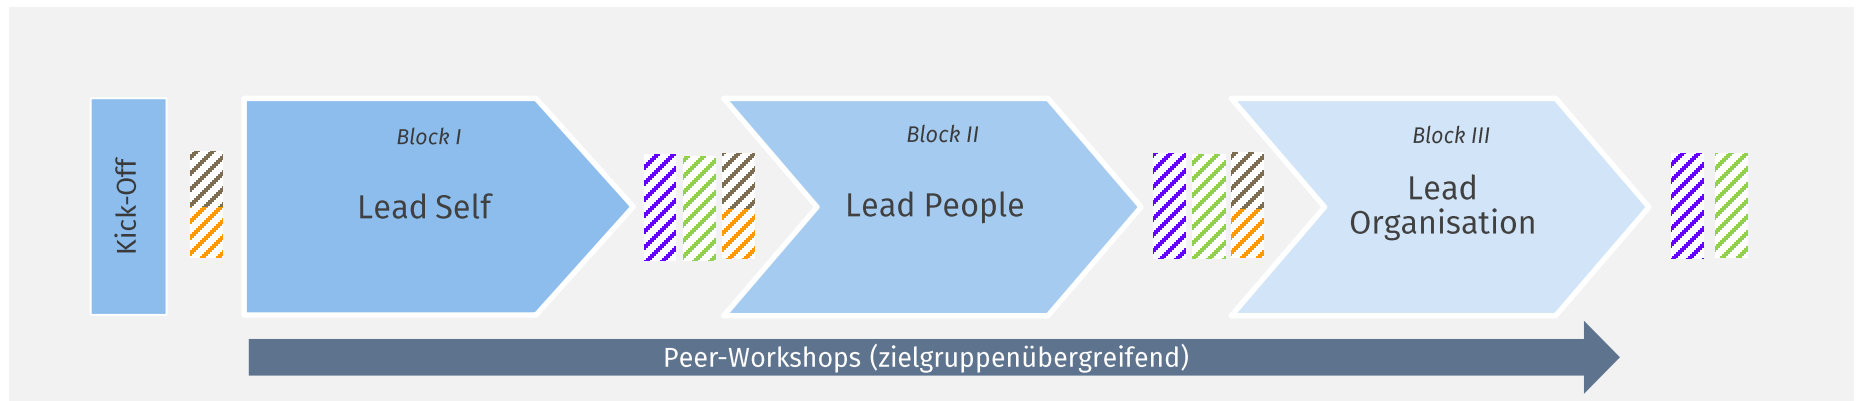 Kick-Off
Block I
Lead Self
Block II
Lead People
Block III
Lead
Organisation
Peer-Workshops (zielgruppenübergreifend)